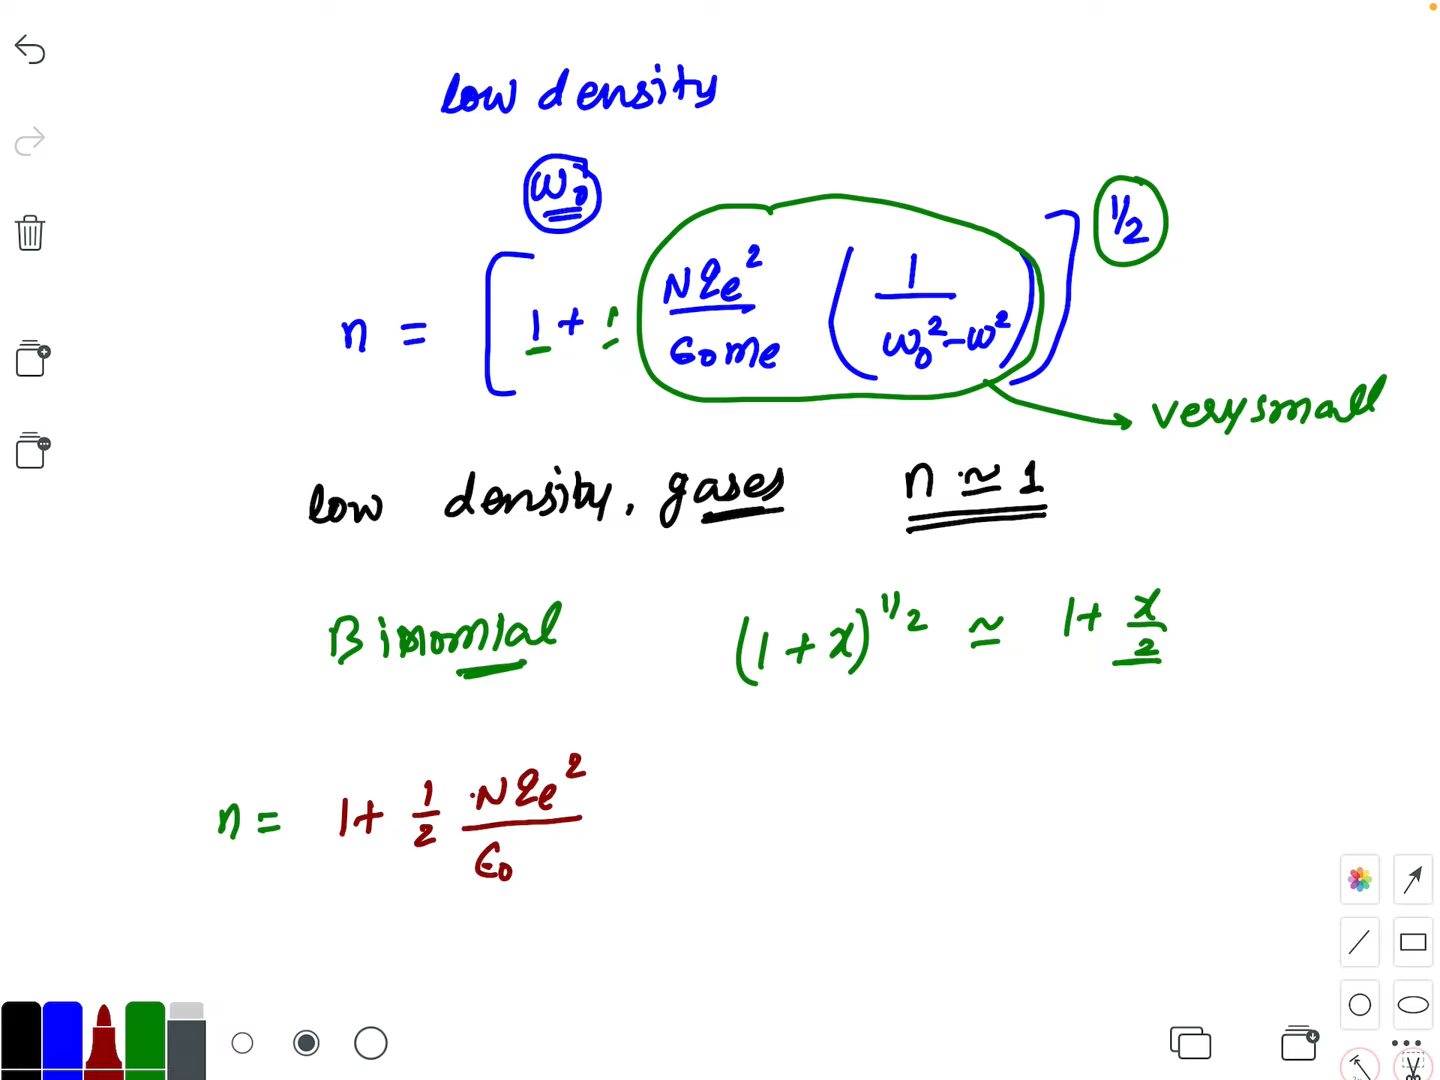 low density
ω₀
n = [ 1 + Nqe² / ϵ₀me ( 1 / ω₀² - ω² ) ]^1/2
very small
low density, gases n ≃ 1
Binomial (1 + x)^1/2 ≃ 1 + x/2
n = 1 + 1/2 · Nqe² / ϵ₀